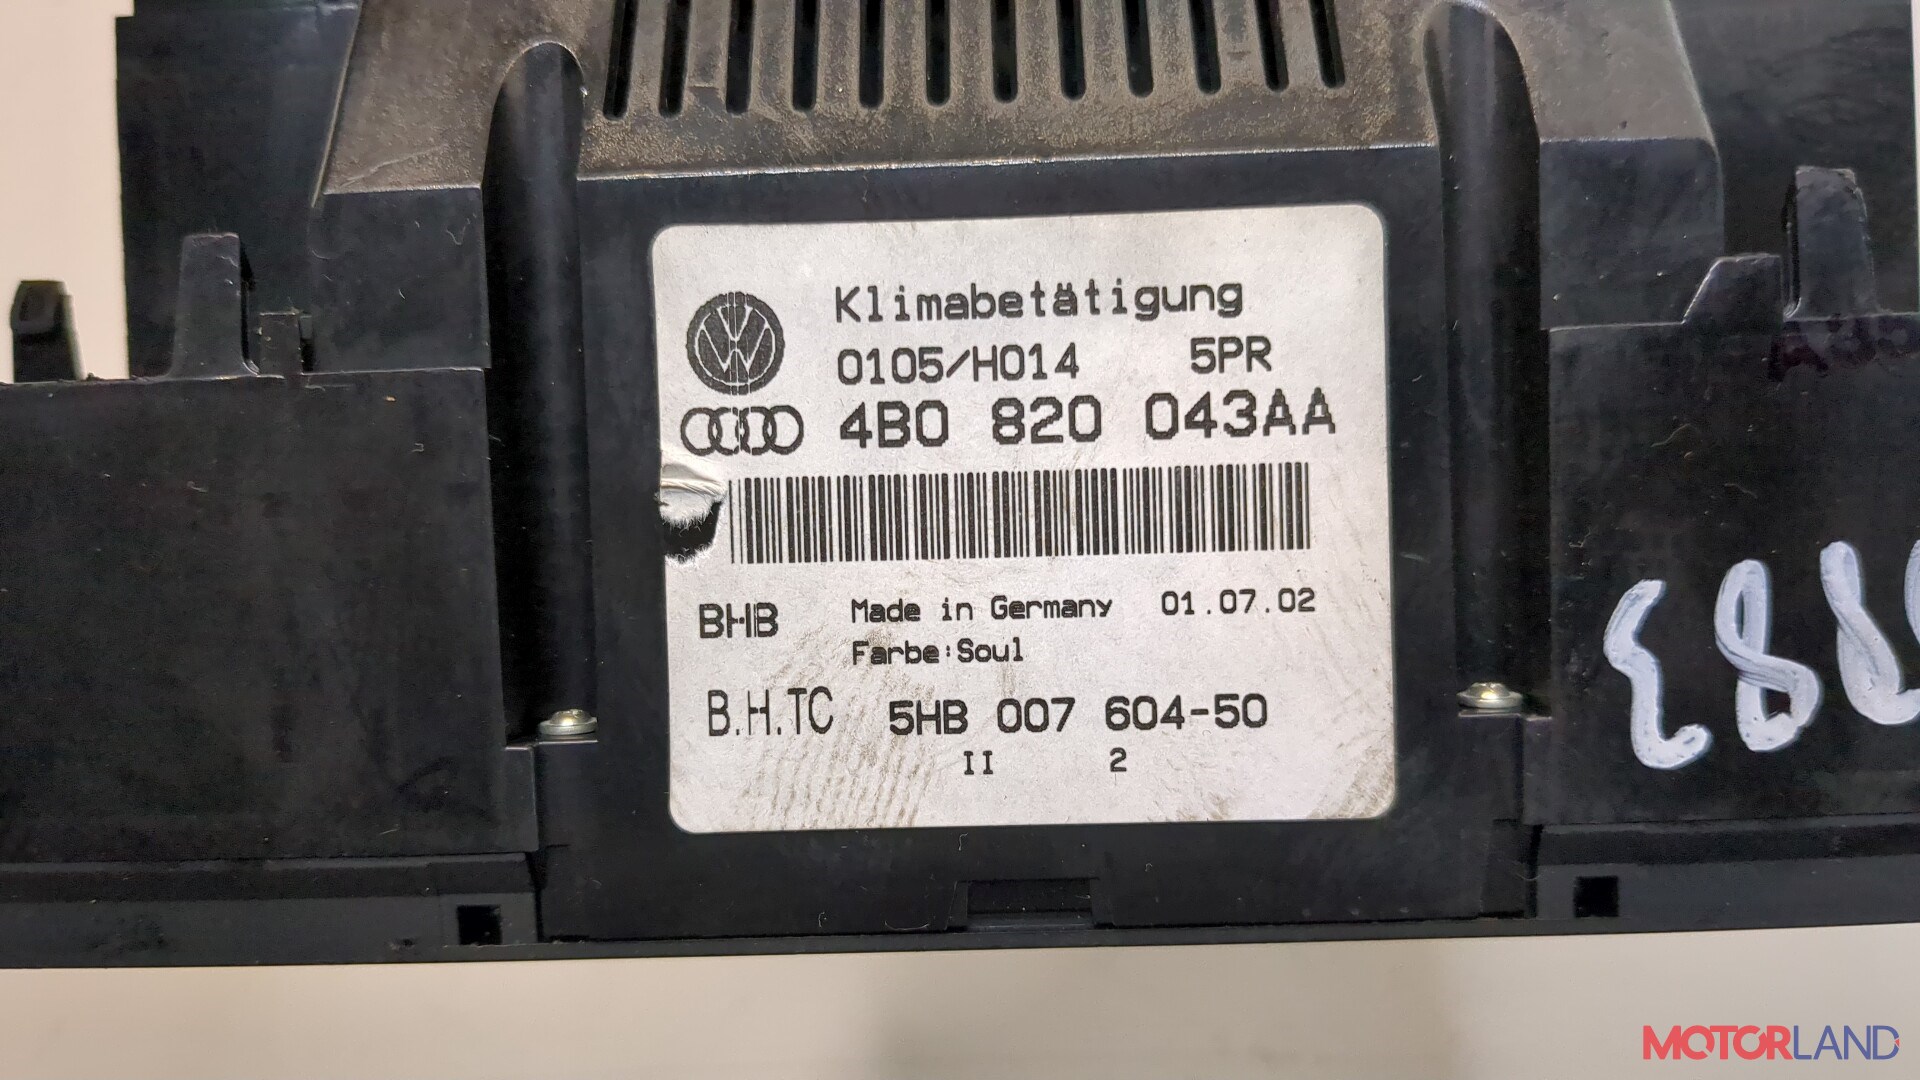 Klimabetätigung
0105/H014 5PR
4B0 820 043AA
BHB Made in Germany 01.07.02
Farbe:Soul
B.H.TC 5HB 007 604-50
II 2
MOTORLAND